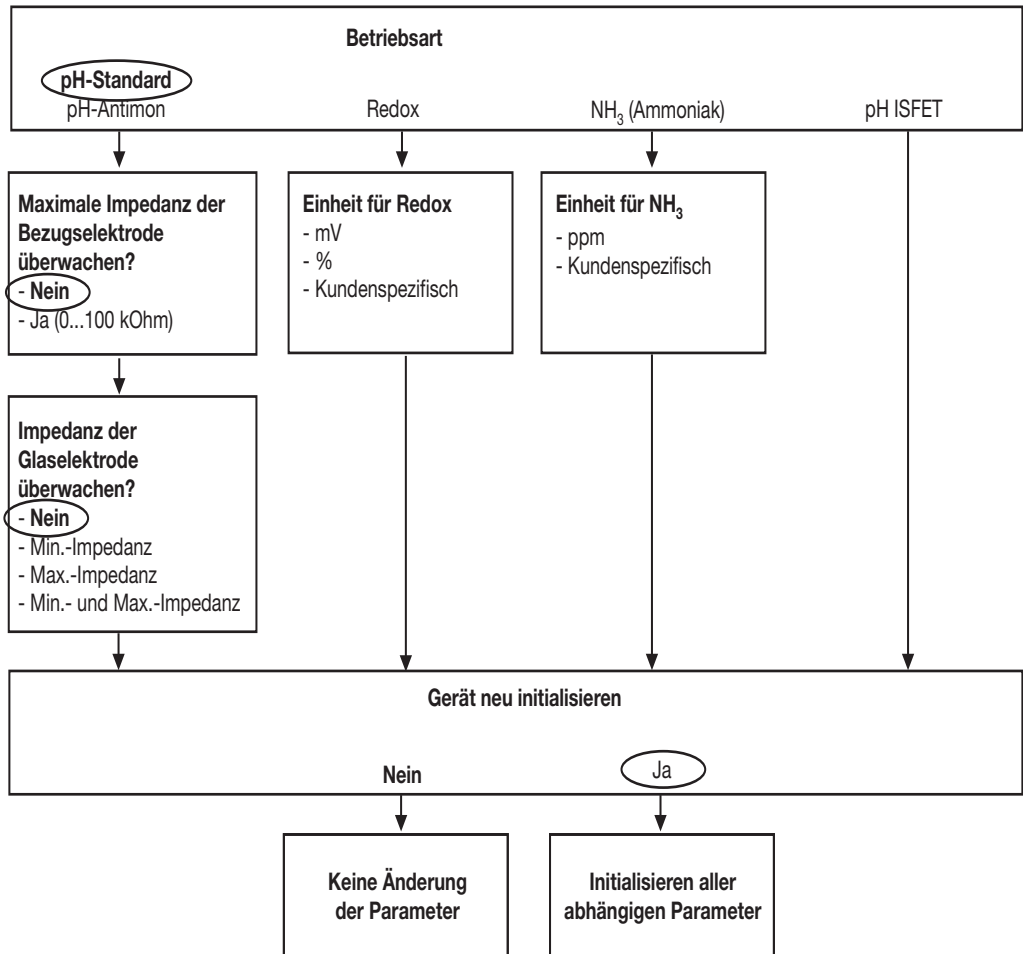 Betriebsart
pH-Standard
pH-Antimon
Redox
NH3 (Ammoniak)
pH ISFET
Maximale Impedanz der
Bezugselektrode
überwachen?
- Nein
- Ja (0...100 kOhm)
Einheit für Redox
- mV
- %
- Kundenspezifisch
Einheit für NH3
- ppm
- Kundenspezifisch
Impedanz der
Glaselektrode
überwachen?
- Nein
- Min.-Impedanz
- Max.-Impedanz
- Min.- und Max.-Impedanz
Gerät neu initialisieren
Nein
Ja
Keine Änderung
der Parameter
Initialisieren aller
abhängigen Parameter